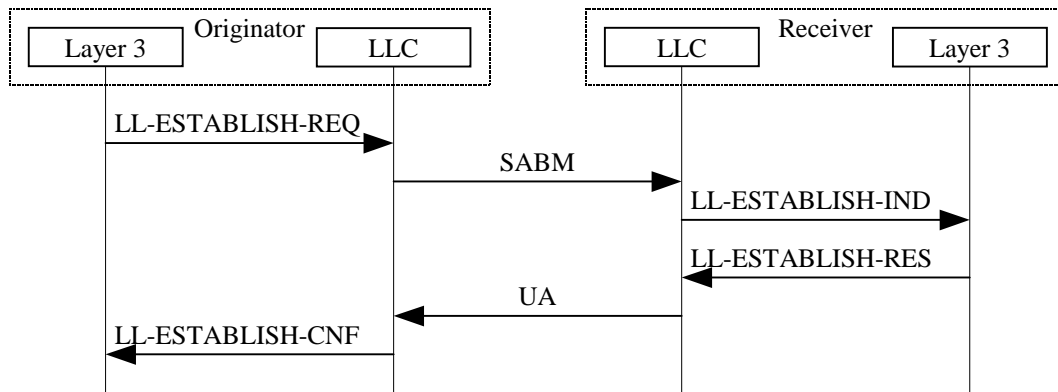 Originator
Receiver
Layer 3
LLC
LLC
Layer 3
LL-ESTABLISH-REQ
SABM
LL-ESTABLISH-IND
LL-ESTABLISH-RES
UA
LL-ESTABLISH-CNF